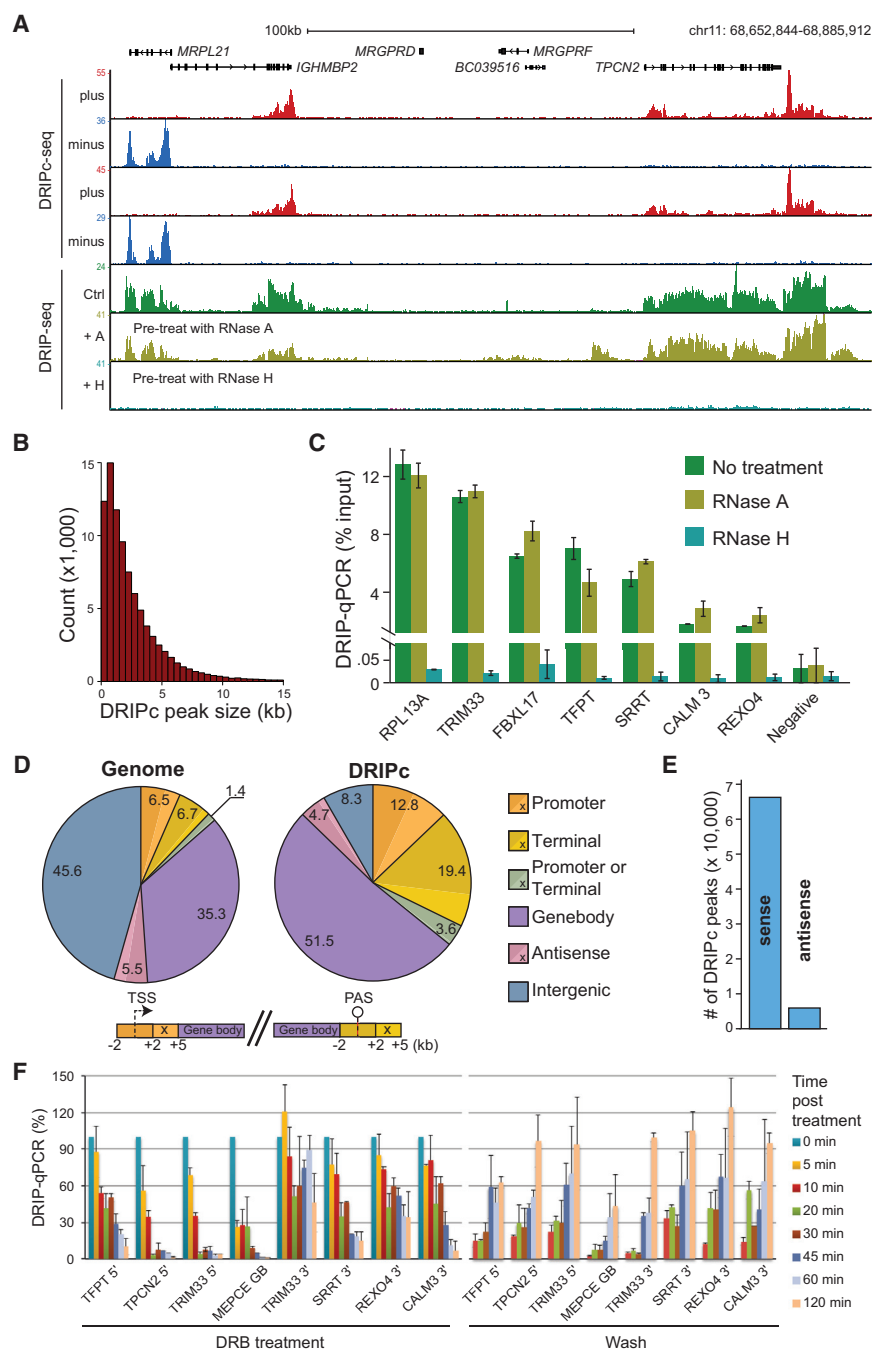 A
100kb
chr11: 68,652,844-68,885,912
MRPL21
MRGPRD
MRGPRF
IGHMBP2
BC039516
TPCN2
DRIPc-seq
55
plus
36
minus
45
plus
29
minus
DRIP-seq
24
Ctrl
41
+ A
Pre-treat with RNase A
41
+ H
Pre-treat with RNase H
B
Count (x1,000)
15
10
5
0
0
5
10
15
DRIPc peak size (kb)
C
DRIP-qPCR (% input)
12
8
4
.05
0
No treatment
RNase A
RNase H
RPL13A
TRIM33
FBXL17
TFPT
SRRT
CALM 3
REXO4
Negative
D
Genome
6.5
6.7
1.4
35.3
5.5
45.6
DRIPc
12.8
19.4
3.6
51.5
4.7
8.3
x Promoter
x Terminal
x Promoter or Terminal
Genebody
x Antisense
Intergenic
TSS
x
Gene body
-2
+2
+5
PAS
Gene body
x
-2
+2
+5 (kb)
E
# of DRIPc peaks (x 10,000)
7
6
5
4
3
2
1
0
sense
antisense
F
DRIP-qPCR (%)
150
120
90
60
30
0
TFPT 5'
TPCN2 5'
TRIM33 5'
MEPCE GB
TRIM33 3'
SRRT 3'
REXO4 3'
CALM3 3'
DRB treatment
TFPT 5'
TPCN2 5'
TRIM33 5'
MEPCE GB
TRIM33 3'
SRRT 3'
REXO4 3'
CALM3 3'
Wash
Time
post
treatment
0 min
5 min
10 min
20 min
30 min
45 min
60 min
120 min